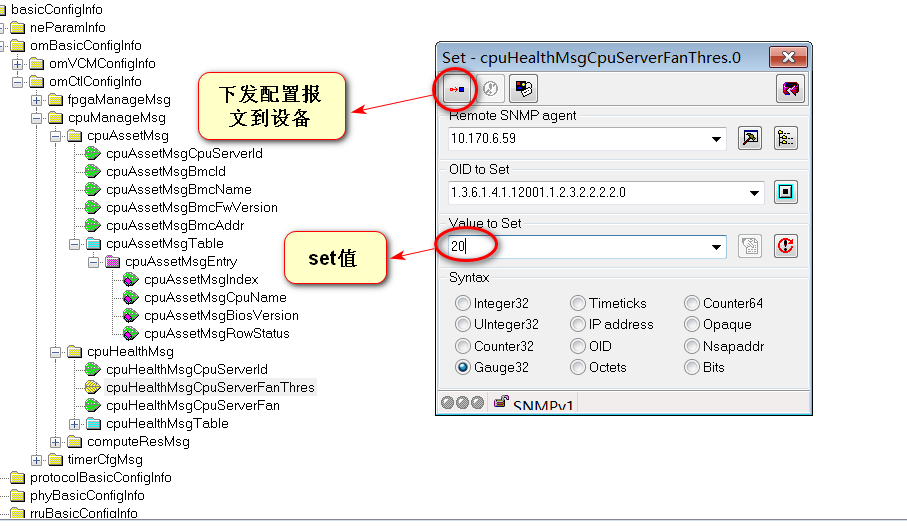 basicConfigInfo
neParamInfo
omBasicConfigInfo
omVCMConfigInfo
omCtlConfigInfo
fpgaManageMsg
cpuManageMsg
cpuAssetMsg
cpuAssetMsgCpuServerId
cpuAssetMsgBmcId
cpuAssetMsgBmcName
cpuAssetMsgBmcFwVersion
cpuAssetMsgBmcAddr
cpuAssetMsgTable
cpuAssetMsgEntry
cpuAssetMsgIndex
cpuAssetMsgCpuName
cpuAssetMsgBiosVersion
cpuAssetMsgRowStatus
cpuHealthMsg
cpuHealthMsgCpuServerId
cpuHealthMsgCpuServerFanThres
cpuHealthMsgCpuServerFan
cpuHealthMsgTable
computeResMsg
timerCfgMsg
protocolBasicConfigInfo
phyBasicConfigInfo
rruBasicConfigInfo
下发配置报
文到设备
set值
Set - cpuHealthMsgCpuServerFanThres.0
Remote SNMP agent
10.170.6.59
OID to Set
1.3.6.1.4.1.12001.1.2.3.2.2.2.2.0
Value to Set
20
Syntax
Integer32 Timeticks Counter64
UInteger32 IP address Opaque
Counter32 OID Nsapaddr
Gauge32 Octets Bits
SNMPv1